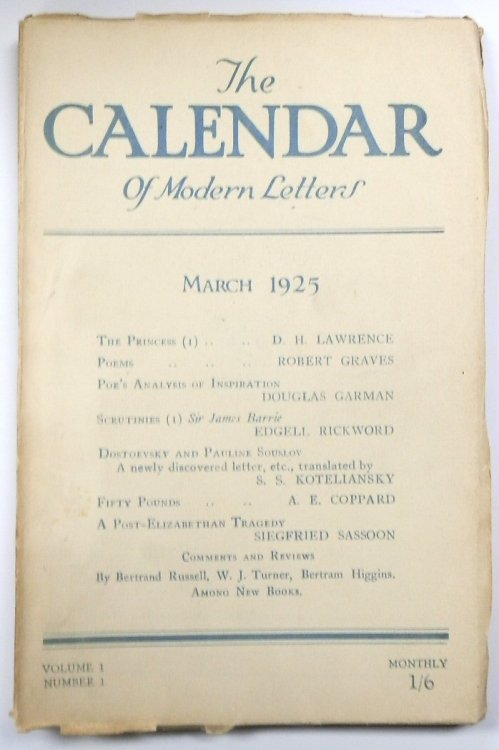 The
CALENDAR
Of Modern Letters
MARCH 1925
THE PRINCESS (1) .. .. D. H. LAWRENCE
POEMS .. .. .. ROBERT GRAVES
POE'S ANALYSIS OF INSPIRATION
DOUGLAS GARMAN
SCRUTINIES (1) Sir James Barrie
EDGELL RICKWORD
DOSTOEVSKY AND PAULINE SOUSLOV
A newly discovered letter, etc., translated by
S. S. KOTELIANSKY
FIFTY POUNDS .. .. A. E. COPPARD
A POST-ELIZABETHAN TRAGEDY
SIEGFRIED SASSOON
COMMENTS AND REVIEWS
By Bertrand Russell, W. J. Turner, Bertram Higgins.
AMONG NEW BOOKS.
VOLUME 1 MONTHLY
NUMBER 1 1/6